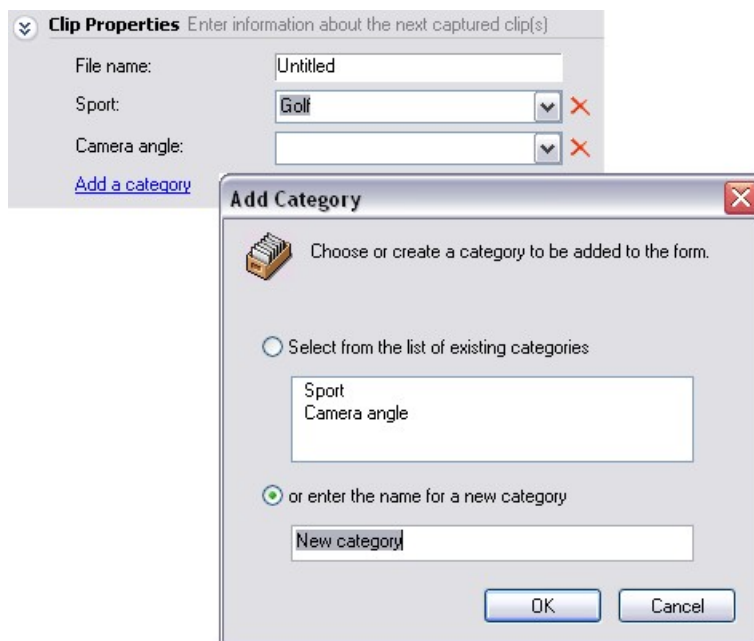 Clip Properties Enter information about the next captured clip(s)
File name: Untitled
Sport: Golf
Camera angle:
Add a category
Add Category
Choose or create a category to be added to the form.
Select from the list of existing categories
Sport
Camera angle
or enter the name for a new category
New category
OK Cancel